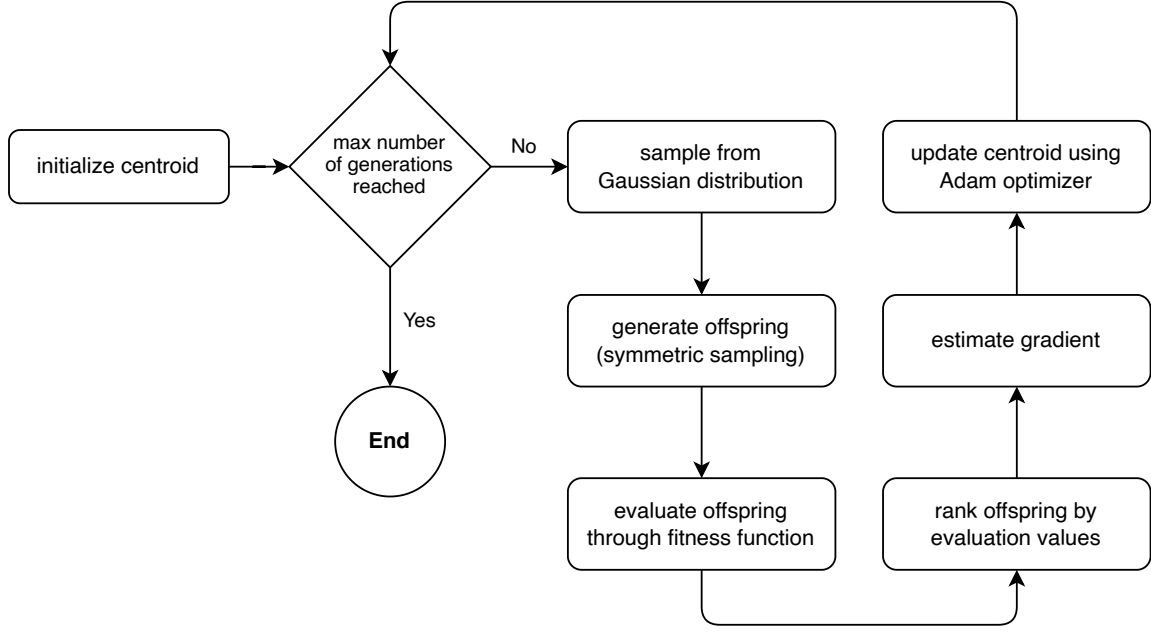 initialize centroid
max number
of generations
reached
No
Yes
End
sample from
Gaussian distribution
generate offspring
(symmetric sampling)
evaluate offspring
through fitness function
rank offspring by
evaluation values
estimate gradient
update centroid using
Adam optimizer